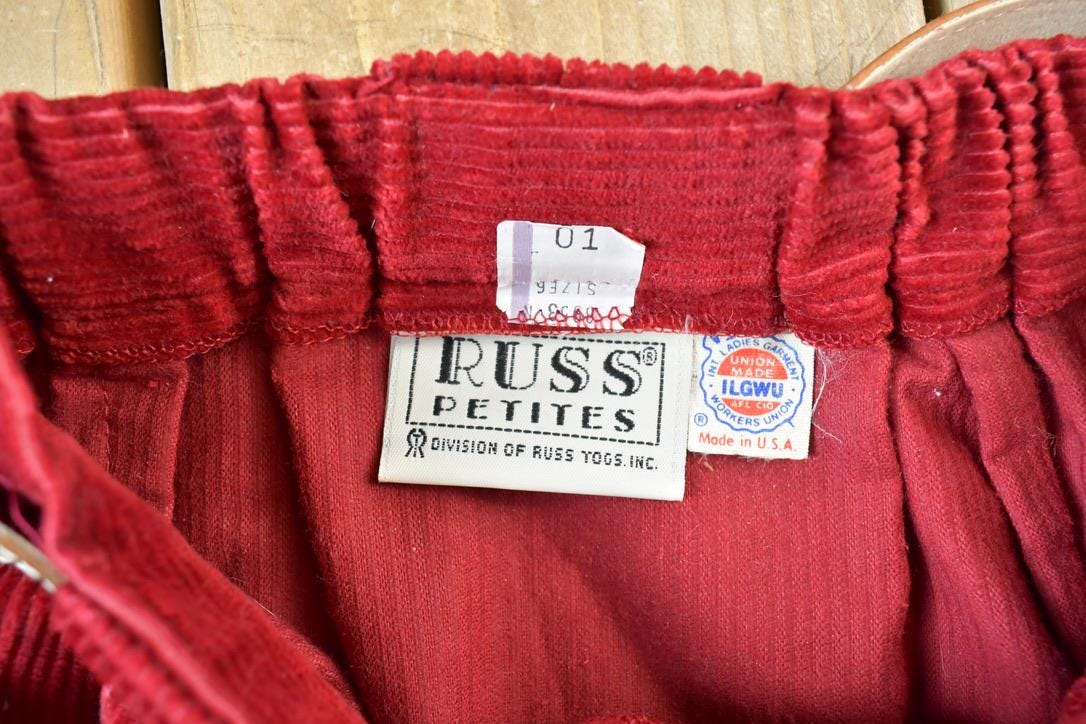 01
SIZE6
RUSS®
PETITES
DIVISION OF RUSS TOGS, INC.
INT. LADIES GARMENT
UNION
MADE
ILGWU
AFL CIO
WORKERS UNION
®
Made in U.S.A.